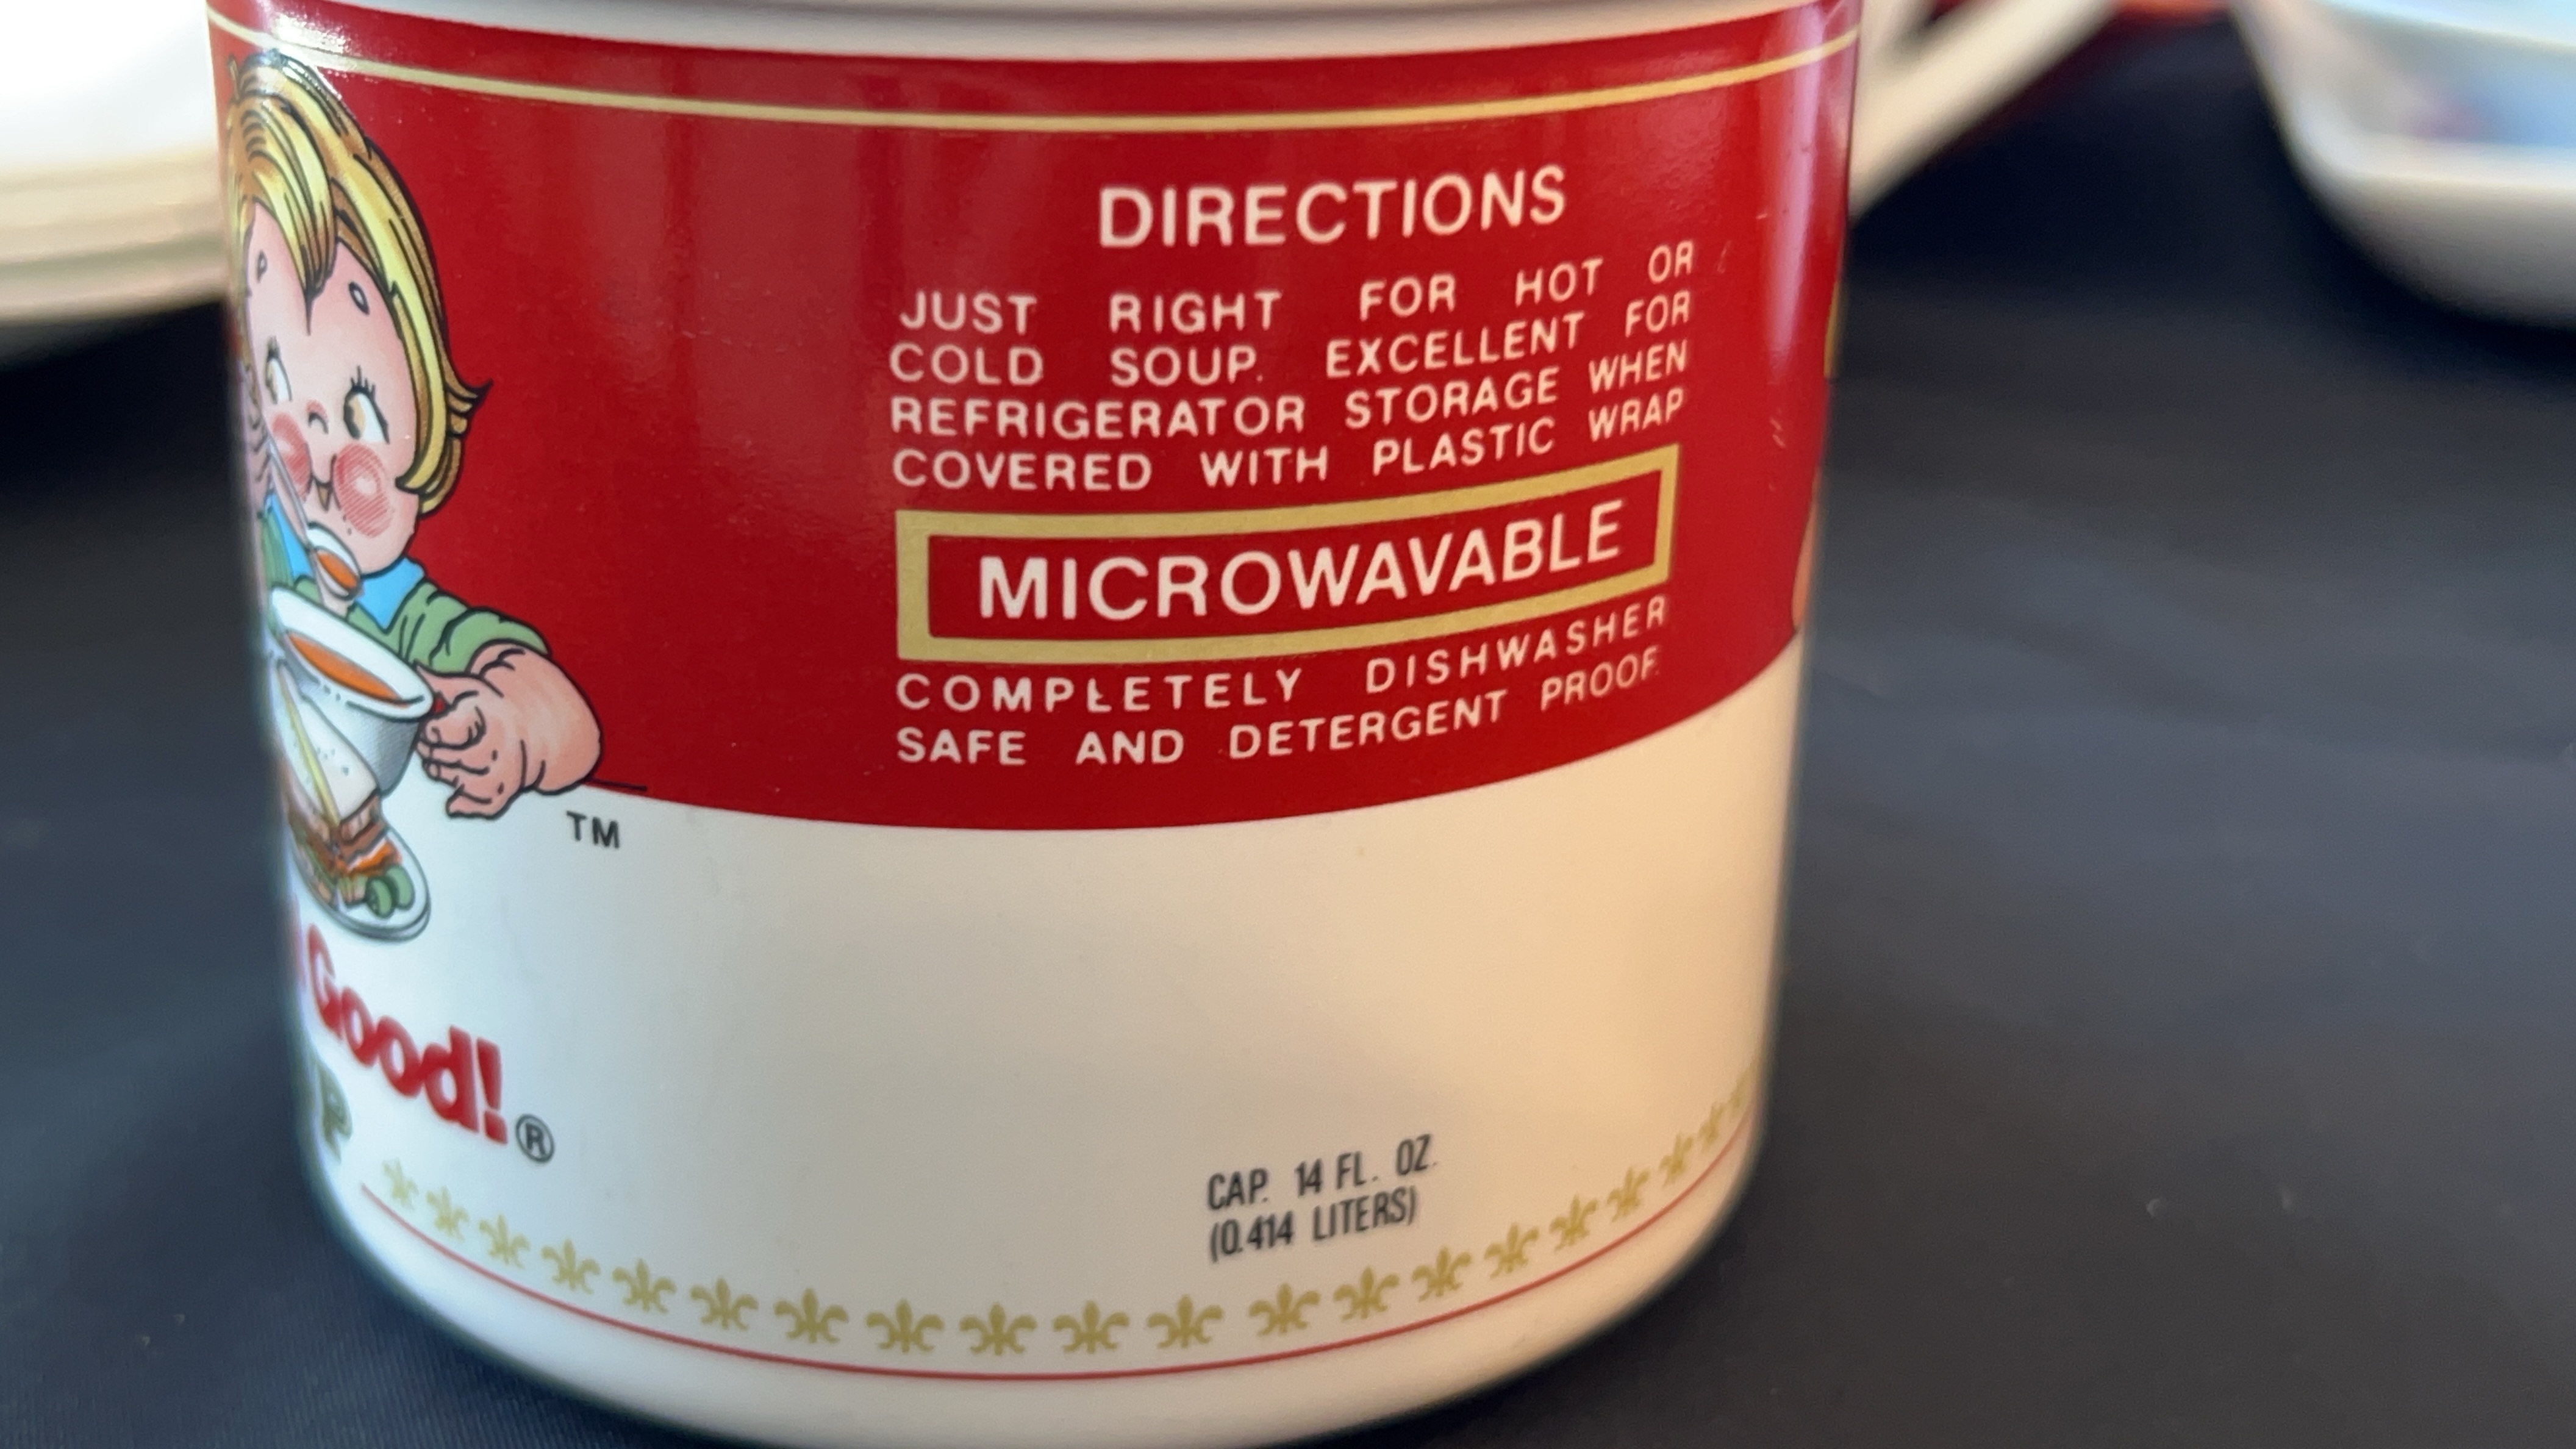 DIRECTIONS
JUST RIGHT FOR HOT OR
COLD SOUP. EXCELLENT FOR
REFRIGERATOR STORAGE WHEN
COVERED WITH PLASTIC WRAP
MICROWAVABLE
COMPLETELY DISHWASHER
SAFE AND DETERGENT PROOF.
TM
Good!®
CAP. 14 FL. OZ.
(0.414 LITERS)